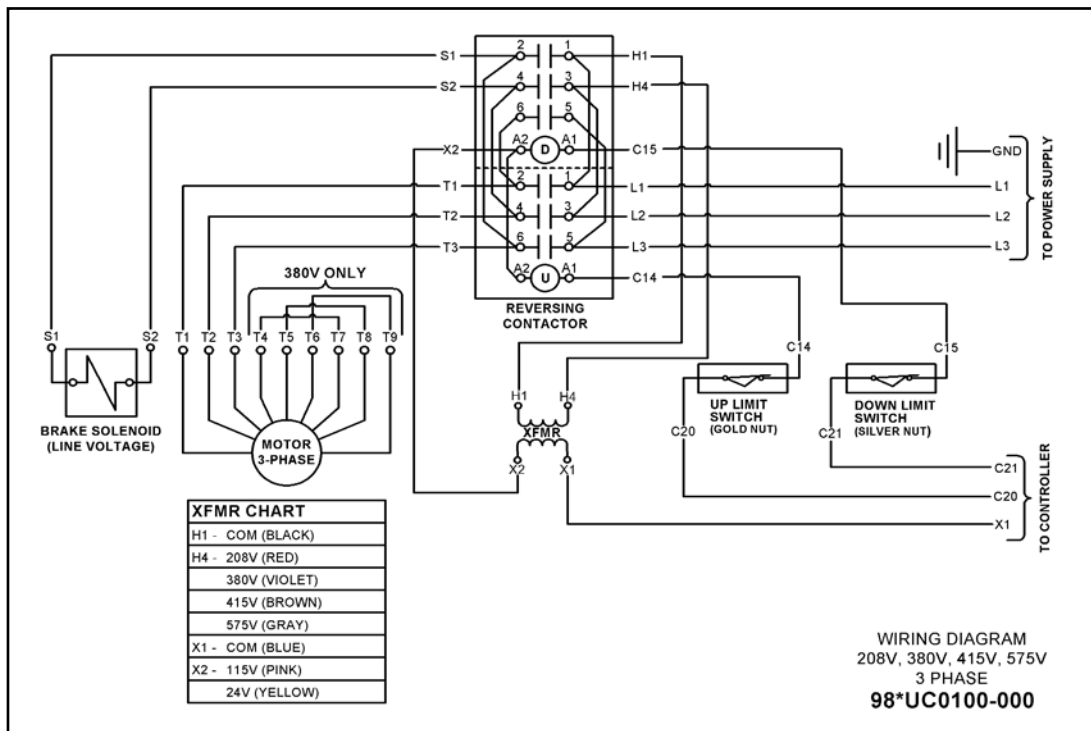 S1 2 1 H1
S2 4 3 H4
6 5
X2 A2 D A1 C15
GND
T1 2 1 L1 L1
T2 4 3 L2 L2
T3 6 5 L3 L3
TO POWER SUPPLY
A2 U A1 C14
380V ONLY
REVERSING
CONTACTOR
S1 S2 T1 T2 T3 T4 T5 T6 T7 T8 T9
C14 C15
H1 H4
XFMR
X2 X1
UP LIMIT
SWITCH
(GOLD NUT)
DOWN LIMIT
SWITCH
(SILVER NUT)
C20 C21
BRAKE SOLENOID
(LINE VOLTAGE)
MOTOR
3-PHASE
C21
C20
X1
TO CONTROLLER
XFMR CHART
H1 - COM (BLACK)
H4 - 208V (RED)
380V (VIOLET)
415V (BROWN)
575V (GRAY)
X1 - COM (BLUE)
X2 - 115V (PINK)
24V (YELLOW)
WIRING DIAGRAM
208V, 380V, 415V, 575V
3 PHASE
98*UC0100-000